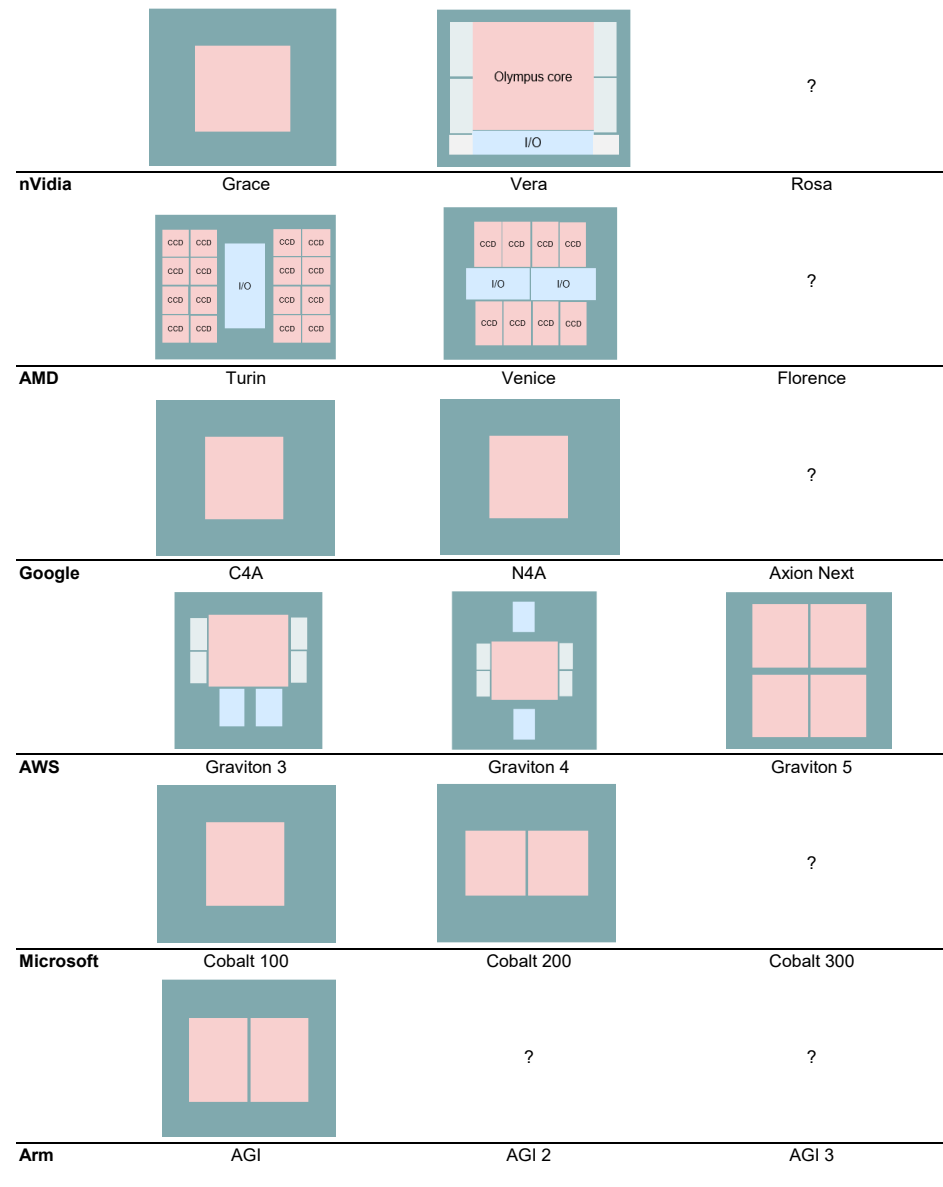 Olympus core
?
I/O
nVidia Grace Vera Rosa
CCD CCD CCD CCD CCD CCD CCD CCD
CCD CCD I/O CCD CCD I/O I/O ?
CCD CCD CCD CCD
CCD CCD CCD CCD CCD CCD CCD CCD
AMD Turin Venice Florence
?
Google C4A N4A Axion Next
AWS Graviton 3 Graviton 4 Graviton 5
?
Microsoft Cobalt 100 Cobalt 200 Cobalt 300
? ?
Arm AGI AGI 2 AGI 3